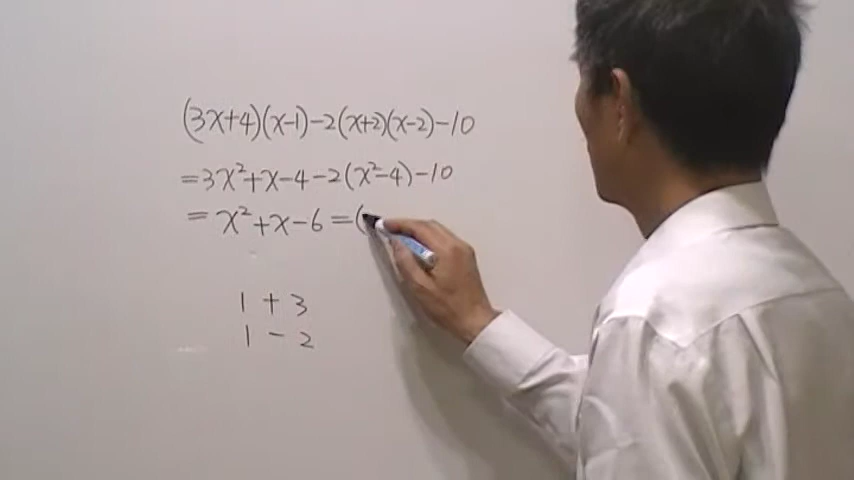 (3x+4)(x-1)-2(x+2)(x-2)-10
=3x²+x-4-2(x²-4)-10
=x²+x-6=(
1 + 3
1 - 2